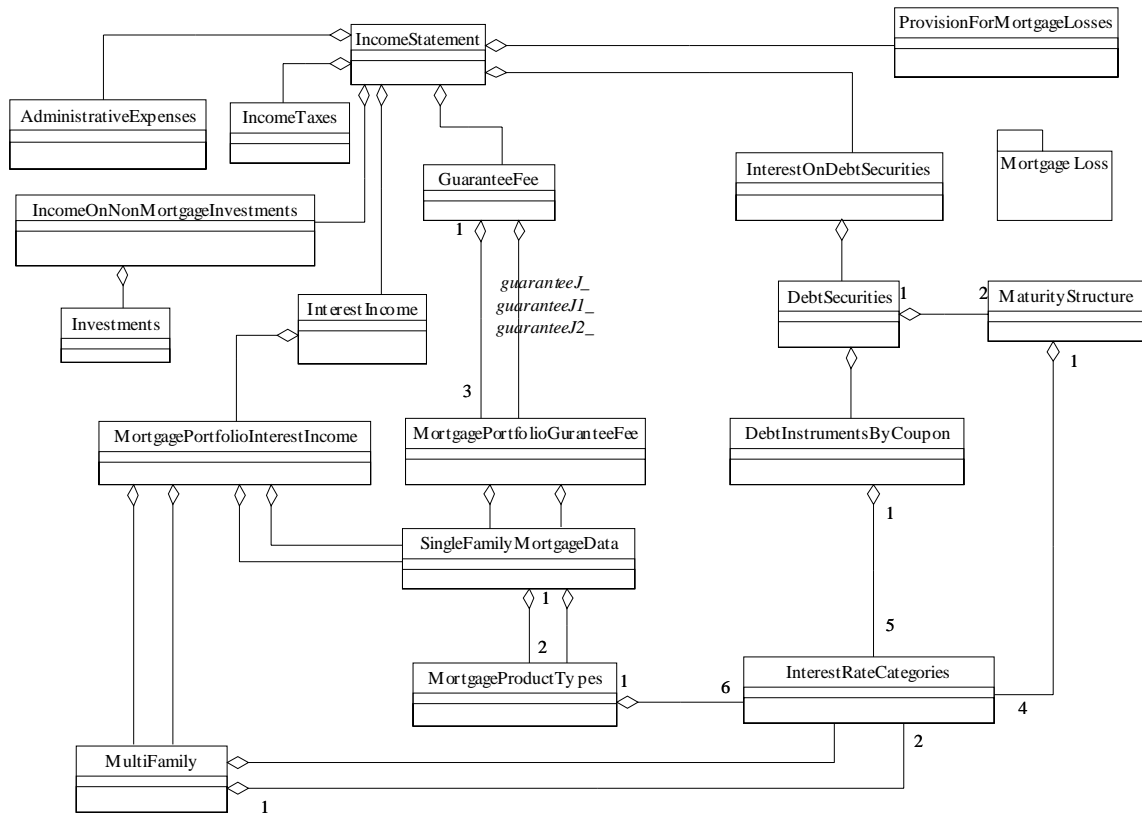 ProvisionForMortgageLosses
IncomeStatement
AdministrativeExpenses
IncomeTaxes
GuaranteeFee
InterestOnDebtSecurities
Mortgage Loss
IncomeOnNonMortgageInvestments
1
guaranteeJ_
guaranteeJ1_
guaranteeJ2_
InterestIncome
DebtSecurities
1
2
MaturityStructure
Investments
1
3
MortgagePortfolioInterestIncome
MortgagePortfolioGuranteeFee
DebtInstrumentsByCoupon
1
SingleFamilyMortgageData
1
5
2
MortgageProductTypes
1
6
InterestRateCategories
4
2
MultiFamily
1